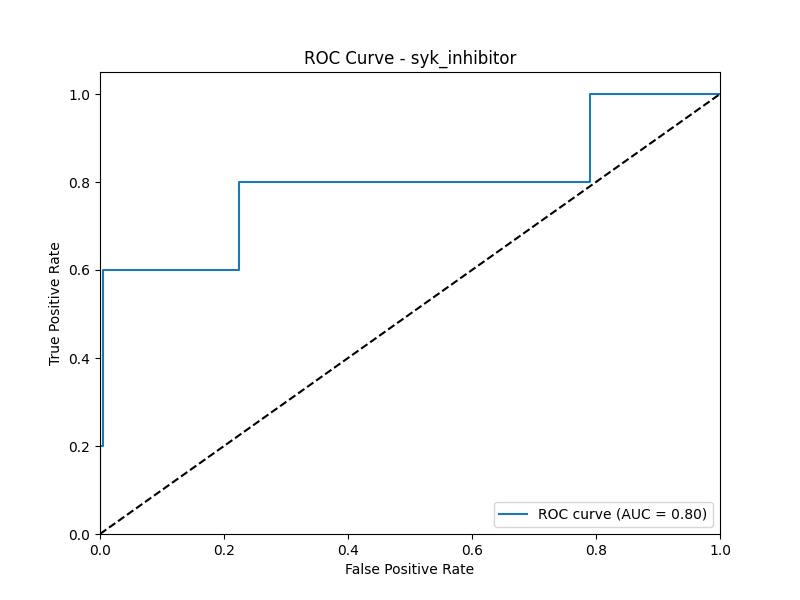 ROC Curve - syk_inhibitor
True Positive Rate
1.0
0.8
0.6
0.4
0.2
0.0
0.0 0.2 0.4 0.6 0.8 1.0
False Positive Rate
ROC curve (AUC = 0.80)